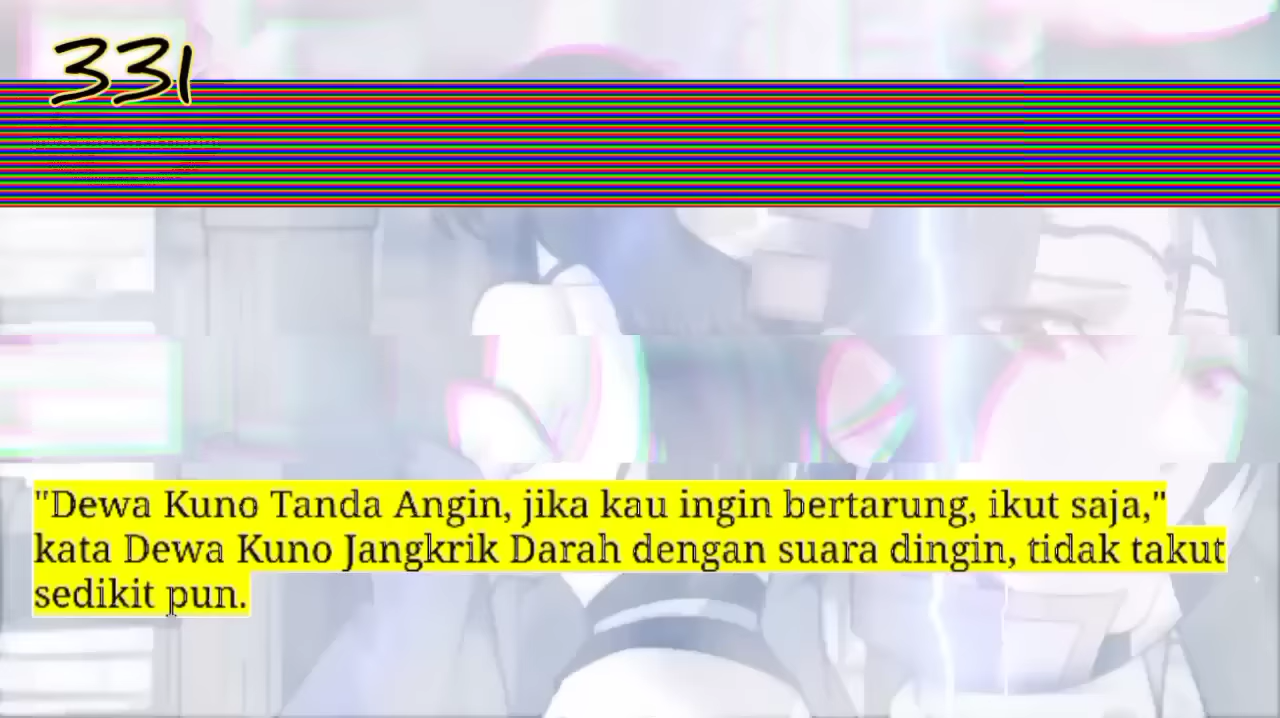 331
"Dewa Kuno Tanda Angin, jika kau ingin bertarung, ikut saja,"
kata Dewa Kuno Jangkrik Darah dengan suara dingin, tidak takut
sedikit pun.